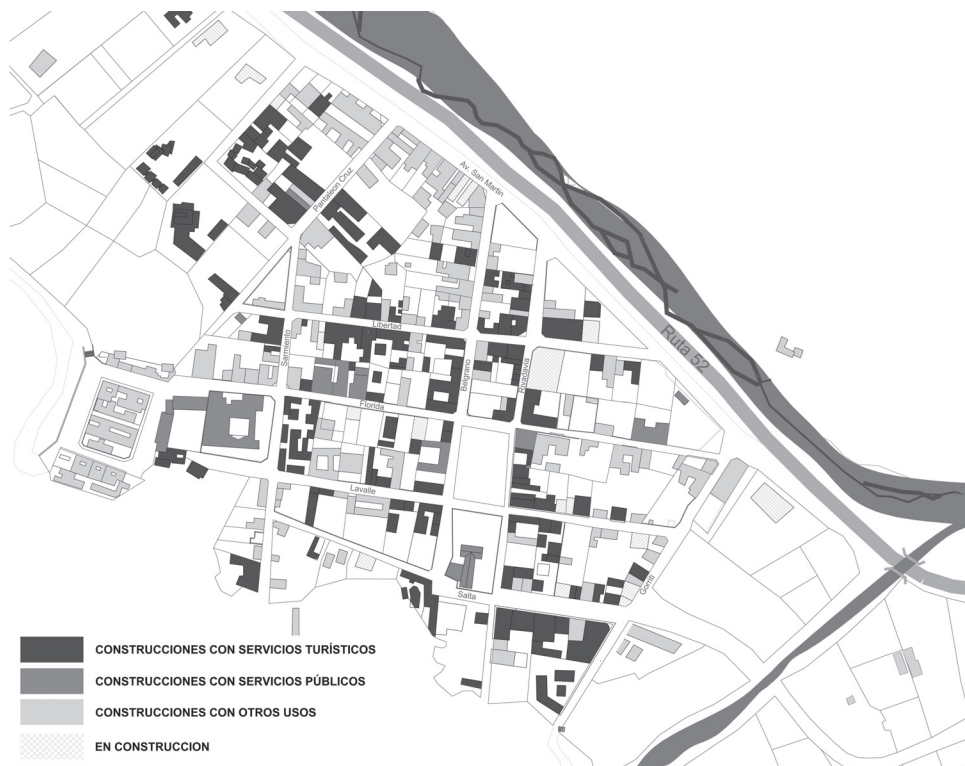 Av. San Martin
Pantaleon Cruz
Ruta 52
Libertad
Sarmiento
Belgrano
Rivadavia
Florida
Lavalle
Salta
Gorriti
CONSTRUCCIONES CON SERVICIOS TURÍSTICOS
CONSTRUCCIONES CON SERVICIOS PÚBLICOS
CONSTRUCCIONES CON OTROS USOS
EN CONSTRUCCION